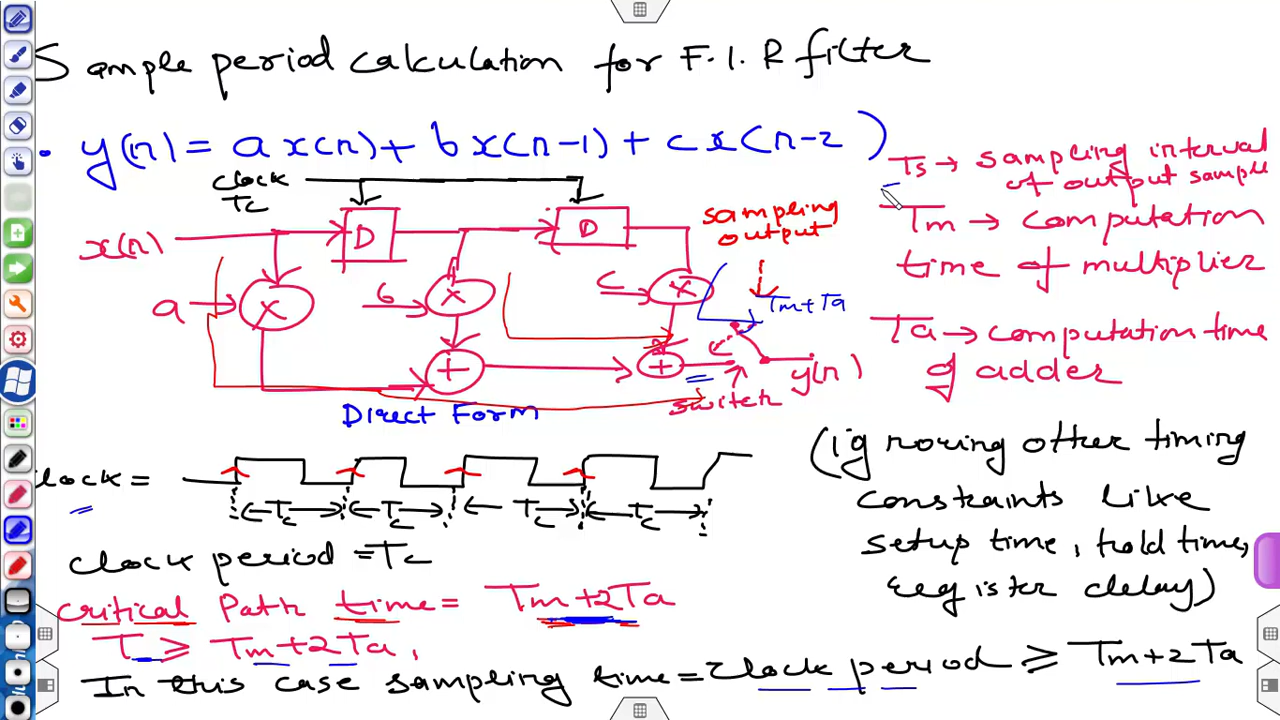 Sample period calculation for F.I.R filter
• y(n) = a x(n) + b x(n-1) + c x(n-2)
clock
Tc
x(n)
D
D
sampling
output
Ts → sampling interval
of output sample
Tm → computation
time of multiplier
a
×
b
×
c
×
Tm+Ta
Ta → computation time
of adder
+
+
y(n)
switch
Direct Form
(ignoring other timing
constraints like
setup time, hold time,
register delay)
clock =
Tc
Tc
Tc
Tc
clock period = Tc
critical Path time = Tm+2Ta
T ≥ Tm+2Ta,
In this case sampling time = clock period ≥ Tm+2Ta